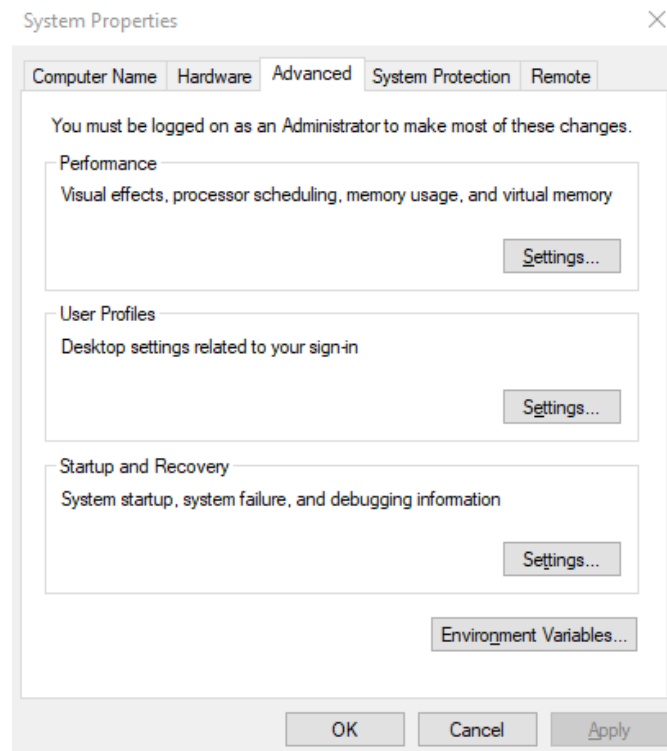 System Properties
Computer Name Hardware Advanced System Protection Remote
You must be logged on as an Administrator to make most of these changes.
Performance
Visual effects, processor scheduling, memory usage, and virtual memory
Settings...
User Profiles
Desktop settings related to your sign-in
Settings...
Startup and Recovery
System startup, system failure, and debugging information
Settings...
Environment Variables...
OK Cancel Apply